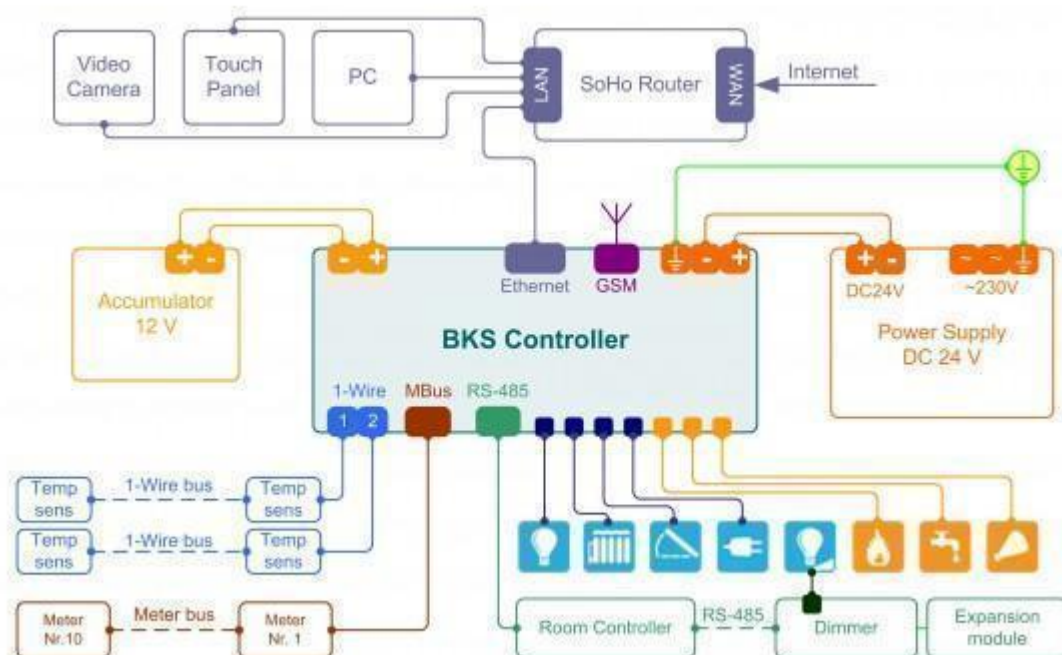 Video
Camera
Touch
Panel
PC
LAN
SoHo Router
WAN
Internet
Accumulator
12 V
+
-
-
+
Ethernet
GSM
-
+
+
-
DC24V
~230V
Power Supply
DC 24 V
BKS Controller
1-Wire
MBus
RS-485
1
2
Temp
sens
1-Wire bus
Temp
sens
Temp
sens
1-Wire bus
Temp
sens
Meter
Nr.10
Meter bus
Meter
Nr. 1
Room Controller
RS-485
Dimmer
Expansion
module